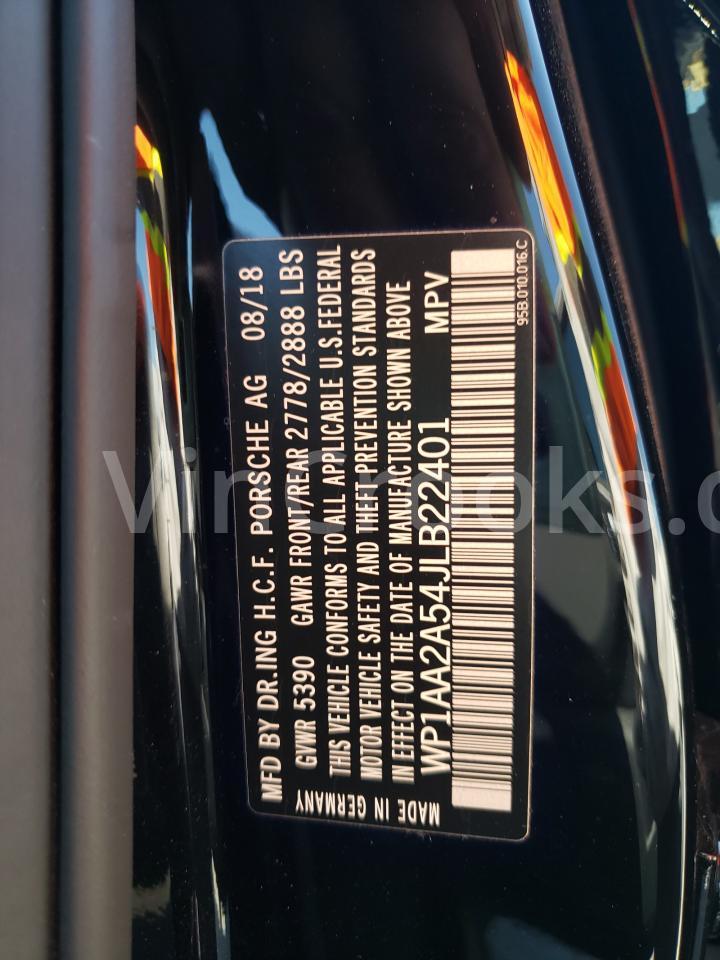 MFD BY DR.ING H.C.F. PORSCHE AG 08/18
GVWR 5390 GAWR FRONT/REAR 2778/2888 LBS
THIS VEHICLE CONFORMS TO ALL APPLICABLE U.S.FEDERAL
MOTOR VEHICLE SAFETY AND THEFT PREVENTION STANDARDS
IN EFFECT ON THE DATE OF MANUFACTURE SHOWN ABOVE
WP1AA2A54JLB22401 MPV
MADE IN GERMANY
95B.010.016.C
VinCrooks.c